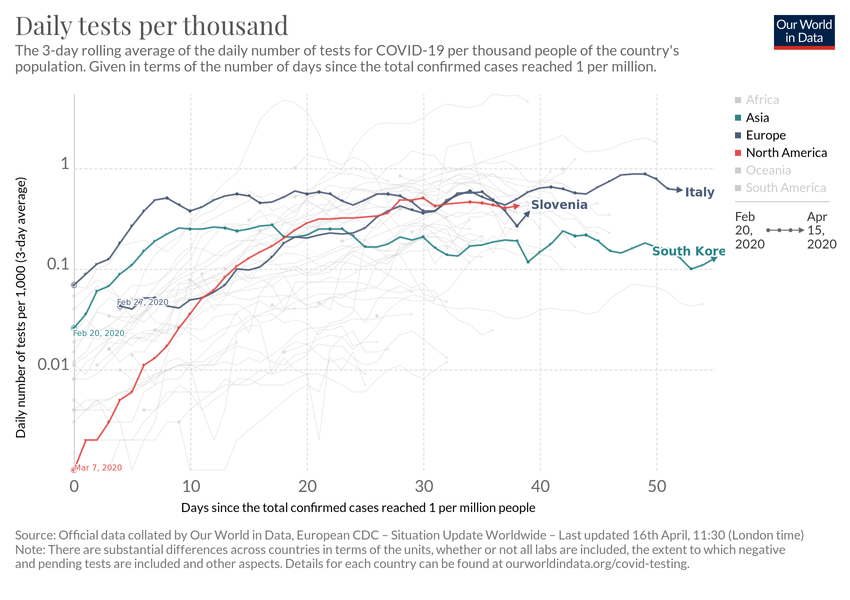 Daily tests per thousand
Our World
in Data
The 3-day rolling average of the daily number of tests for COVID-19 per thousand people of the country's
population. Given in terms of the number of days since the total confirmed cases reached 1 per million.
Africa
Asia
Europe
North America
Oceania
South America
Feb
20,
2020
Apr
15,
2020
Daily number of tests per 1,000 (3-day average)
1
0.1
0.01
Italy
Slovenia
South Kore
Feb 27, 2020
Feb 20, 2020
Mar 7, 2020
0 10 20 30 40 50
Days since the total confirmed cases reached 1 per million people
Source: Official data collated by Our World in Data, European CDC – Situation Update Worldwide – Last updated 16th April, 11:30 (London time)
Note: There are substantial differences across countries in terms of the units, whether or not all labs are included, the extent to which negative
and pending tests are included and other aspects. Details for each country can be found at ourworldindata.org/covid-testing.